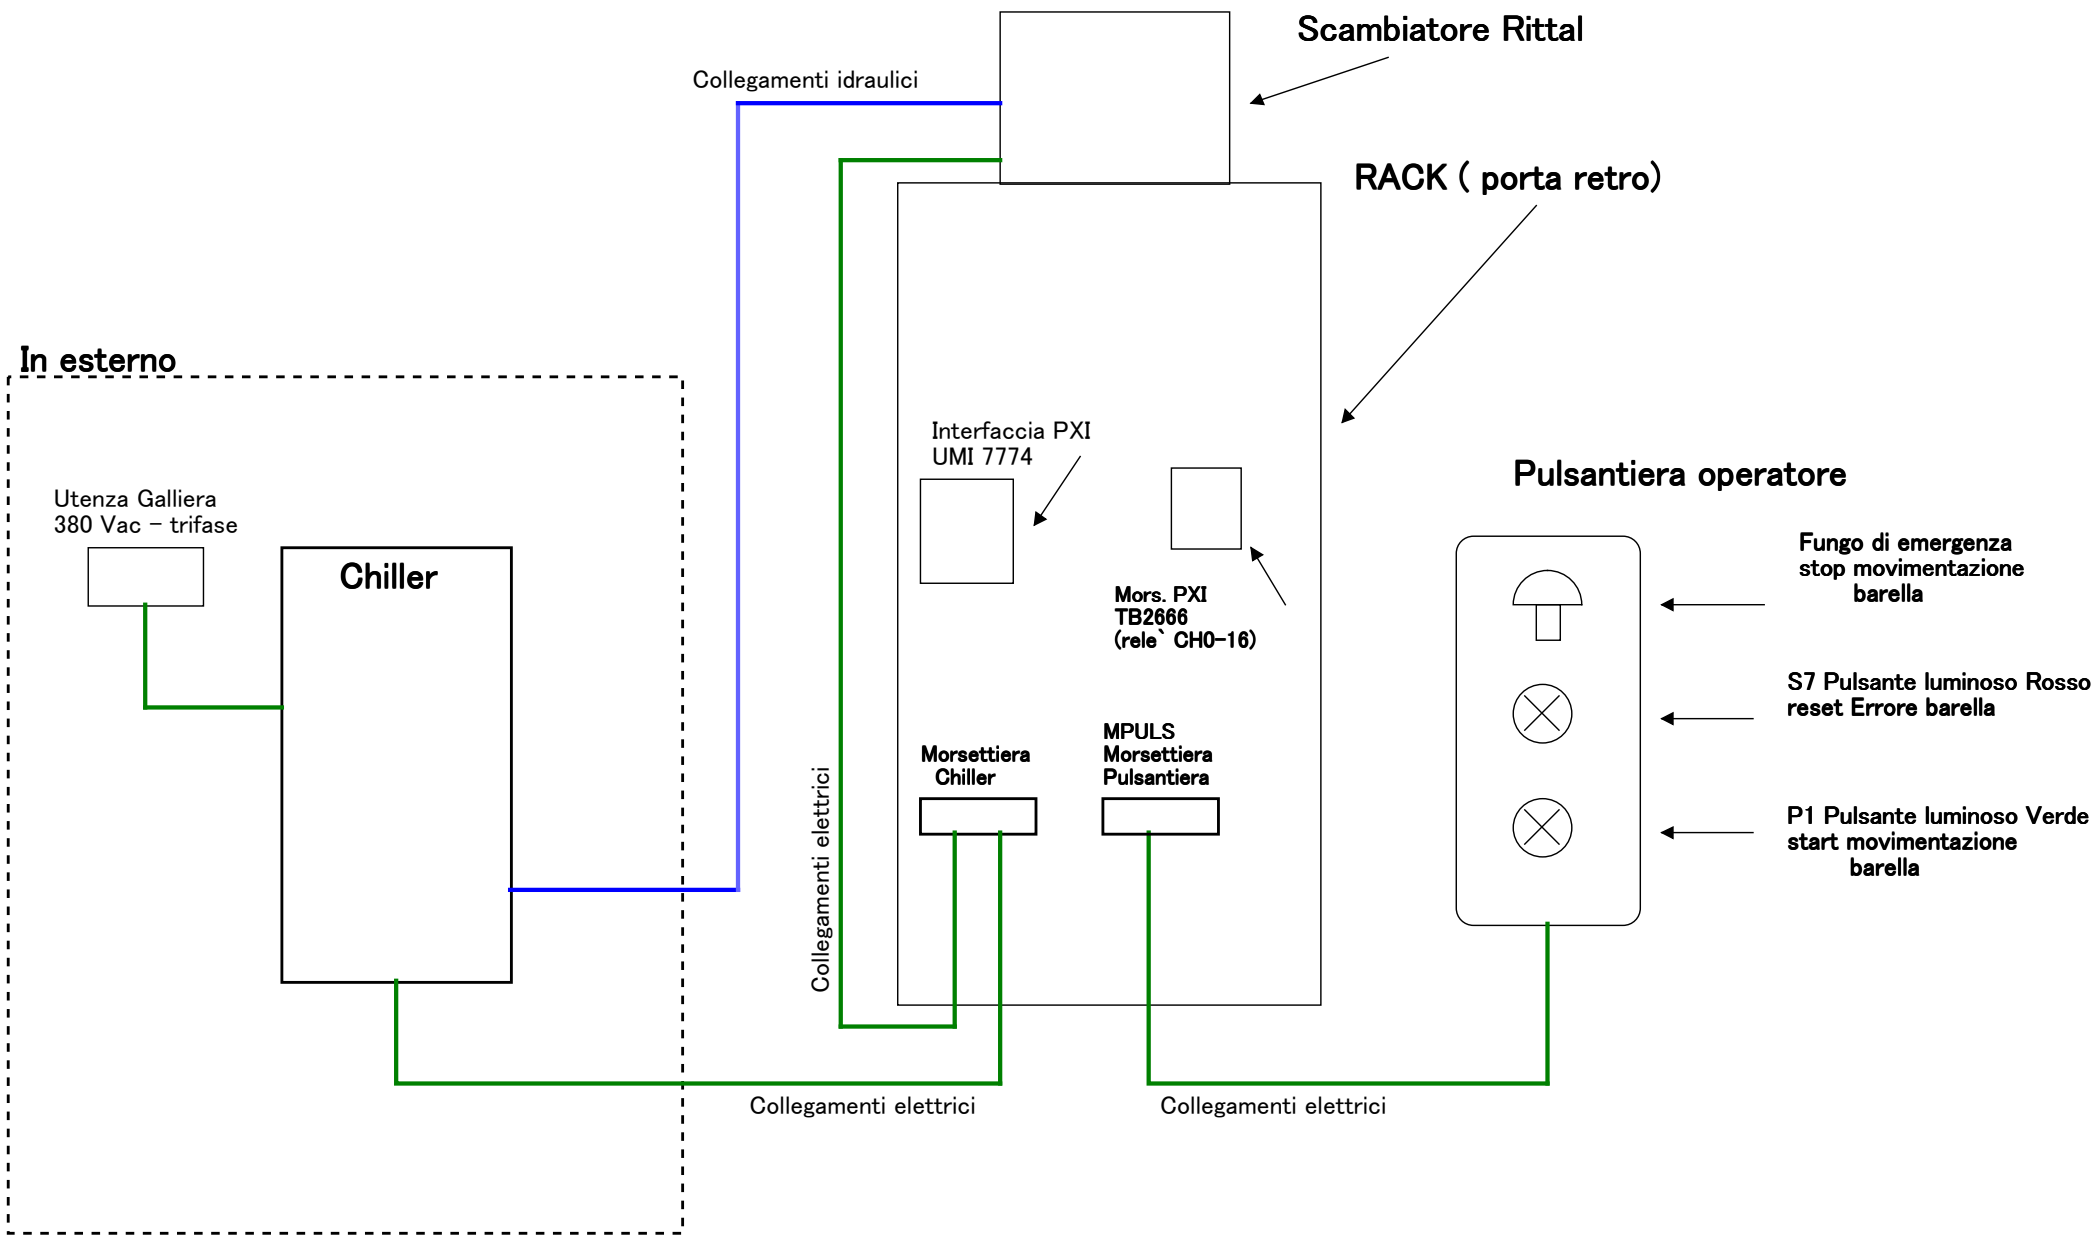 Scambiatore Rittal
Collegamenti idraulici
RACK ( porta retro)
In esterno
Interfaccia PXI
UMI 7774
Utenza Galliera
380 Vac - trifase
Chiller
Mors. PXI
TB2666
(rele` CH0-16)
Pulsantiera operatore
Fungo di emergenza
stop movimentazione
barella
S7 Pulsante luminoso Rosso
reset Errore barella
P1 Pulsante luminoso Verde
start movimentazione
barella
Morsettiera
Chiller
MPULS
Morsettiera
Pulsantiera
Collegamenti elettrici
Collegamenti elettrici
Collegamenti elettrici